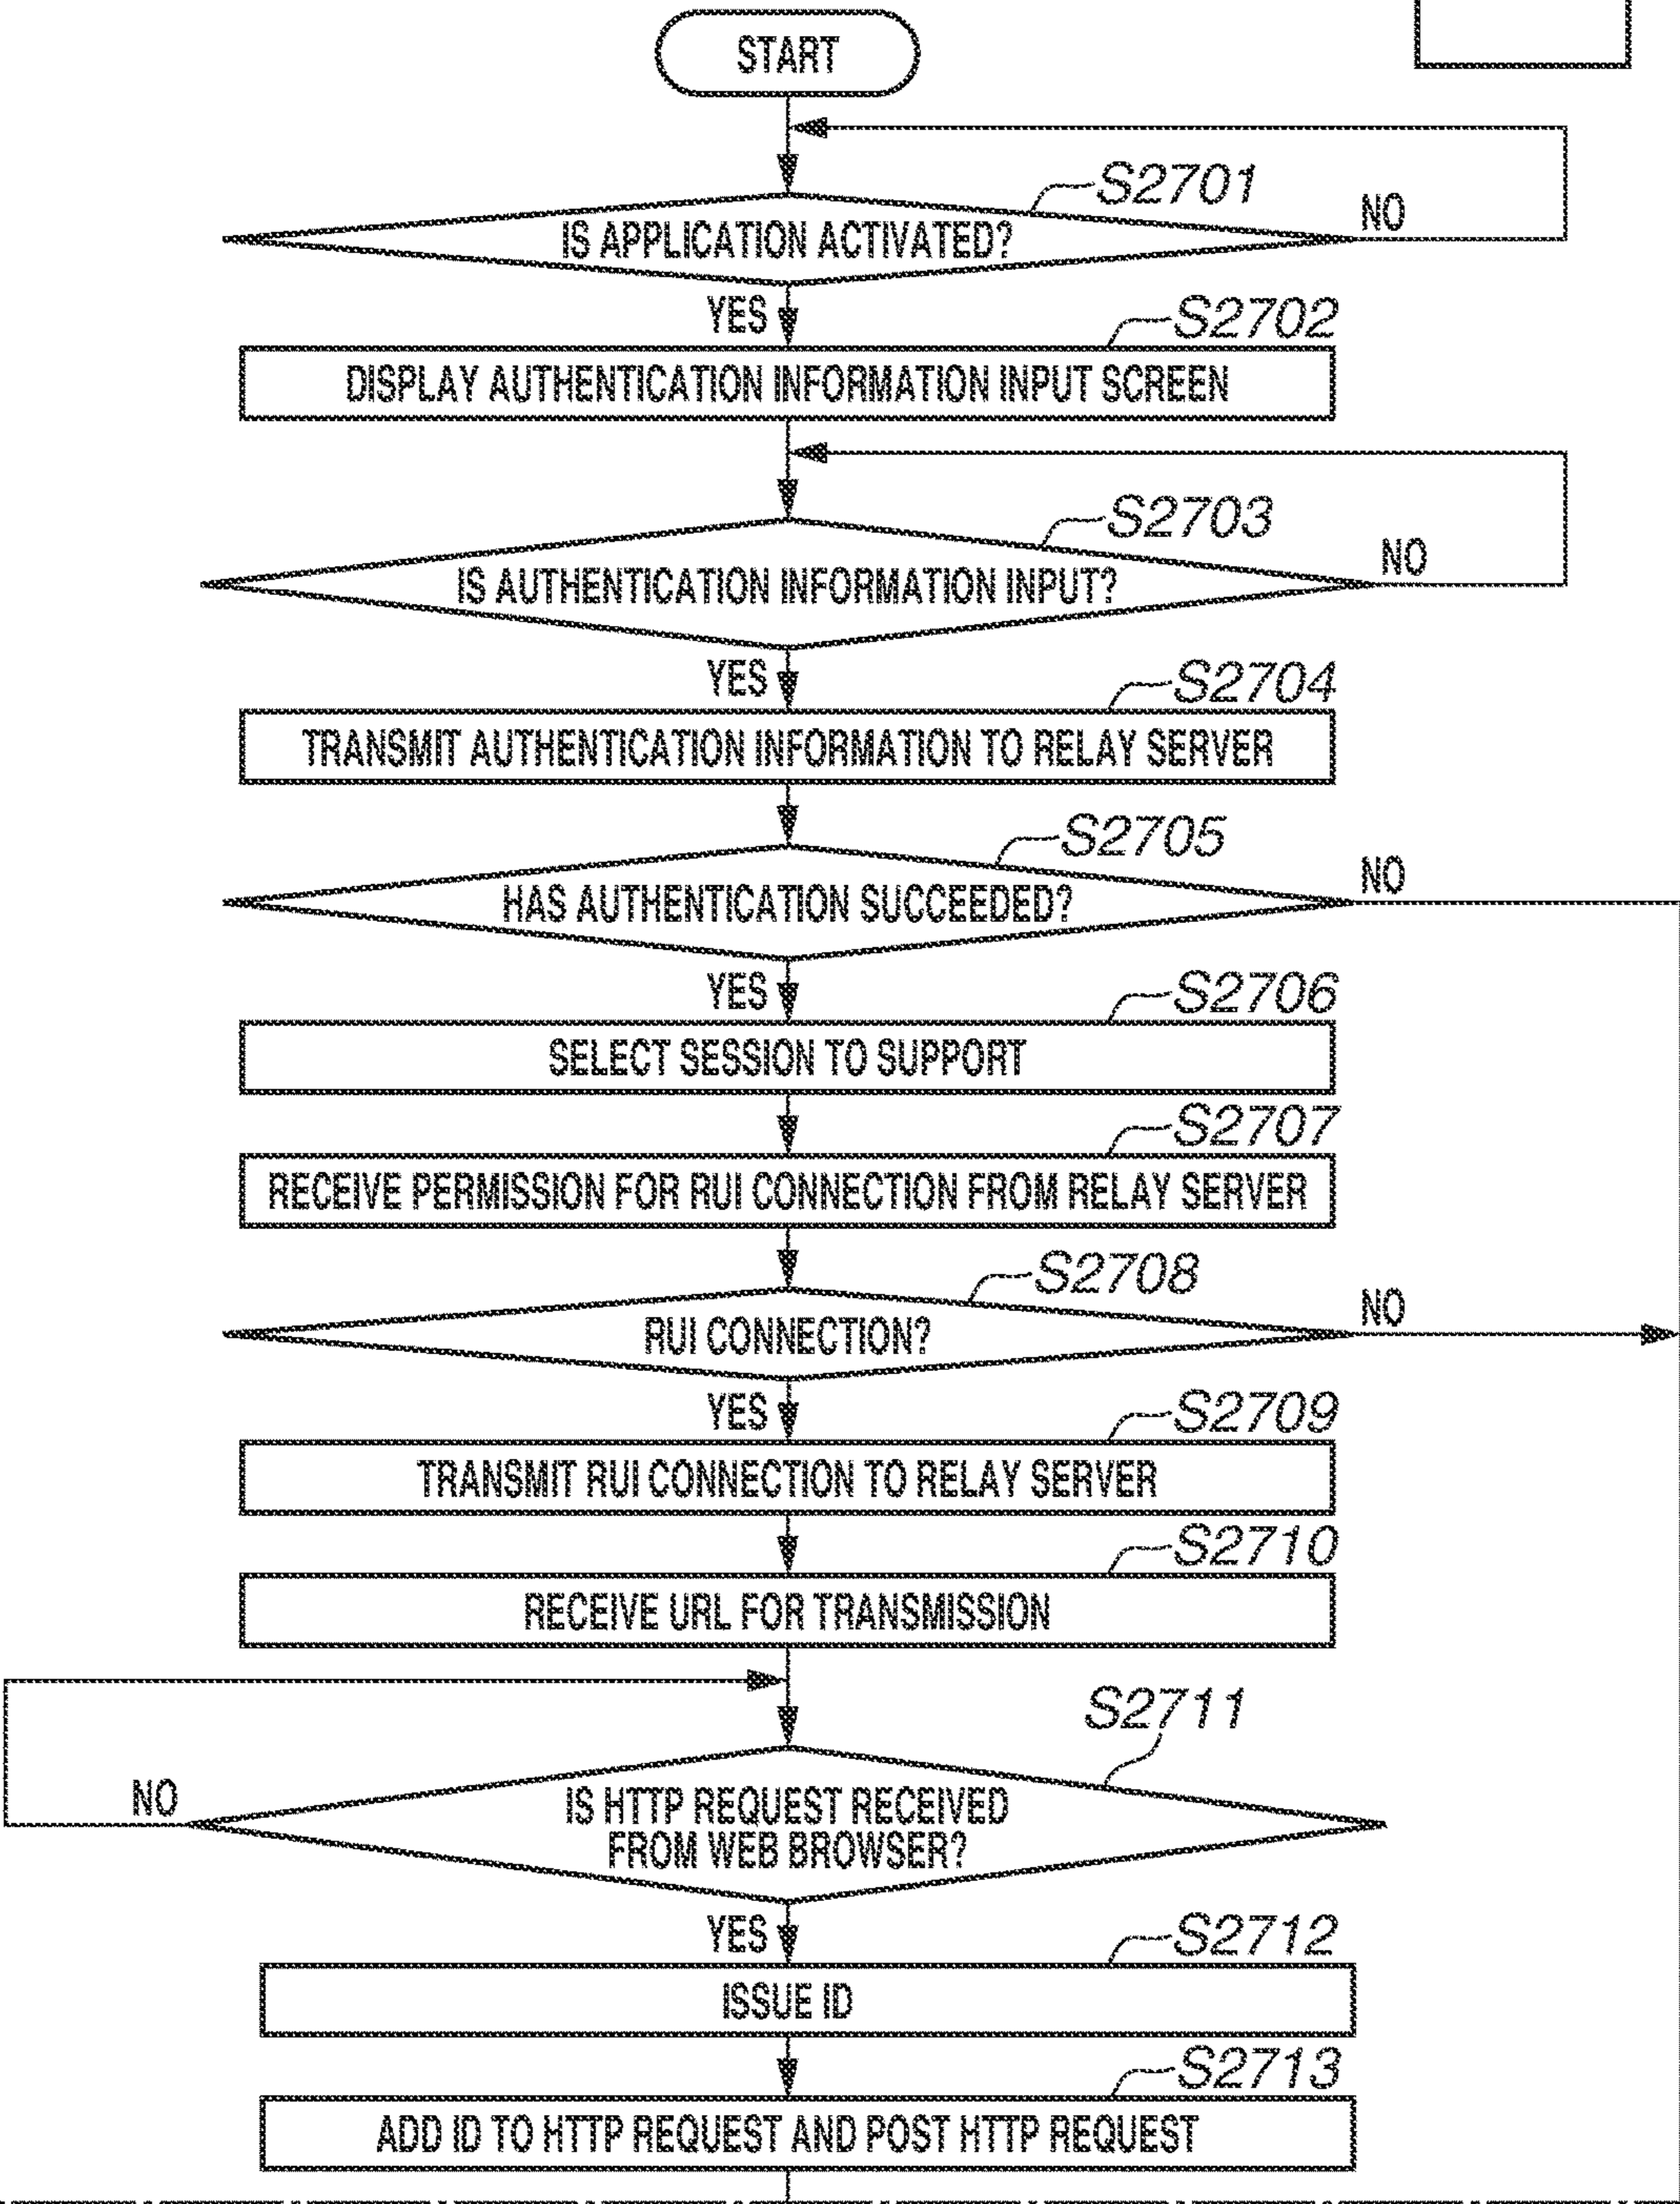 START
S2701
IS APPLICATION ACTIVATED?
NO
YES
S2702
DISPLAY AUTHENTICATION INFORMATION INPUT SCREEN
S2703
IS AUTHENTICATION INFORMATION INPUT?
NO
YES
S2704
TRANSMIT AUTHENTICATION INFORMATION TO RELAY SERVER
S2705
HAS AUTHENTICATION SUCCEEDED?
NO
YES
S2706
SELECT SESSION TO SUPPORT
S2707
RECEIVE PERMISSION FOR RUI CONNECTION FROM RELAY SERVER
S2708
RUI CONNECTION?
NO
YES
S2709
TRANSMIT RUI CONNECTION TO RELAY SERVER
S2710
RECEIVE URL FOR TRANSMISSION
S2711
NO
IS HTTP REQUEST RECEIVED
FROM WEB BROWSER?
YES
S2712
ISSUE ID
S2713
ADD ID TO HTTP REQUEST AND POST HTTP REQUEST